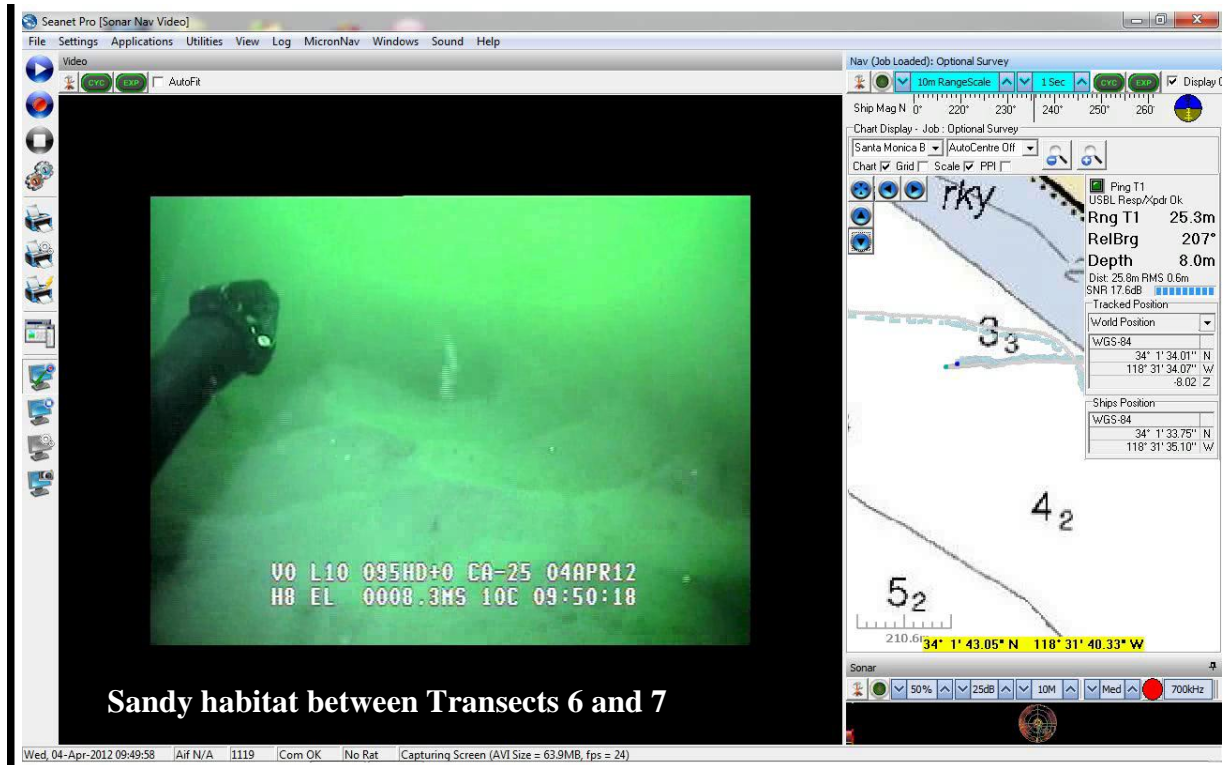 Seanet Pro [Sonar Nav Video]
File Settings Applications Utilities View Log MicronNav Windows Sound Help
Video
CYC EXP AutoFit
Nav (Job Loaded): Optional Survey
10m RangeScale 1 Sec CYC EXP Display
Ship Mag N 0° 220° 230° 240° 250° 260°
Chart Display - Job : Optional Survey
Santa Monica B AutoCentre Off
Chart Grid Scale PPI
rky
Ping T1
USBL Resp/Xpdr Ok
Rng T1 25.3m
RelBrg 207°
Depth 8.0m
Dist: 25.8m RMS 0.6m
SNR 17.6dB
Tracked Position
World Position
WGS-84
34° 1' 34.01" N
118° 31' 34.07" W
-8.02 Z
Ships Position
WGS-84
34° 1' 33.75" N
118° 31' 35.10" W
3 3
4 2
5 2
210.6m
34° 1' 43.05" N 118° 31' 40.33" W
V0 L10 095HD+0 CA-25 04APR12
H8 EL 0008.3MS 10C 09:50:18
Sandy habitat between Transects 6 and 7
Sonar
50% 25dB 10M Med 700kHz
Wed, 04-Apr-2012 09:49:58 Aif N/A 1119 Com OK No Rat Capturing Screen (AVI Size = 63.9MB, fps = 24)